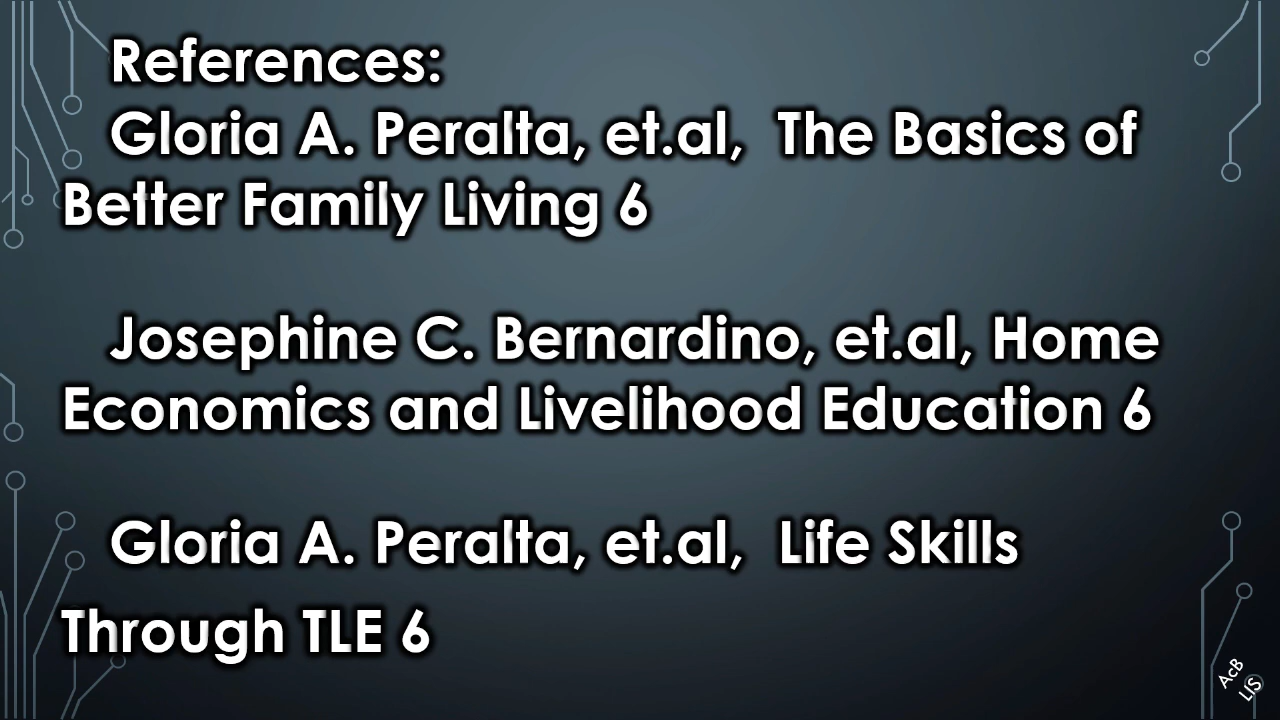 References:
Gloria A. Peralta, et.al,  The Basics of
Better Family Living 6
Josephine C. Bernardino, et.al, Home
Economics and Livelihood Education 6
Gloria A. Peralta, et.al,  Life Skills
Through TLE 6
AcB
LIS